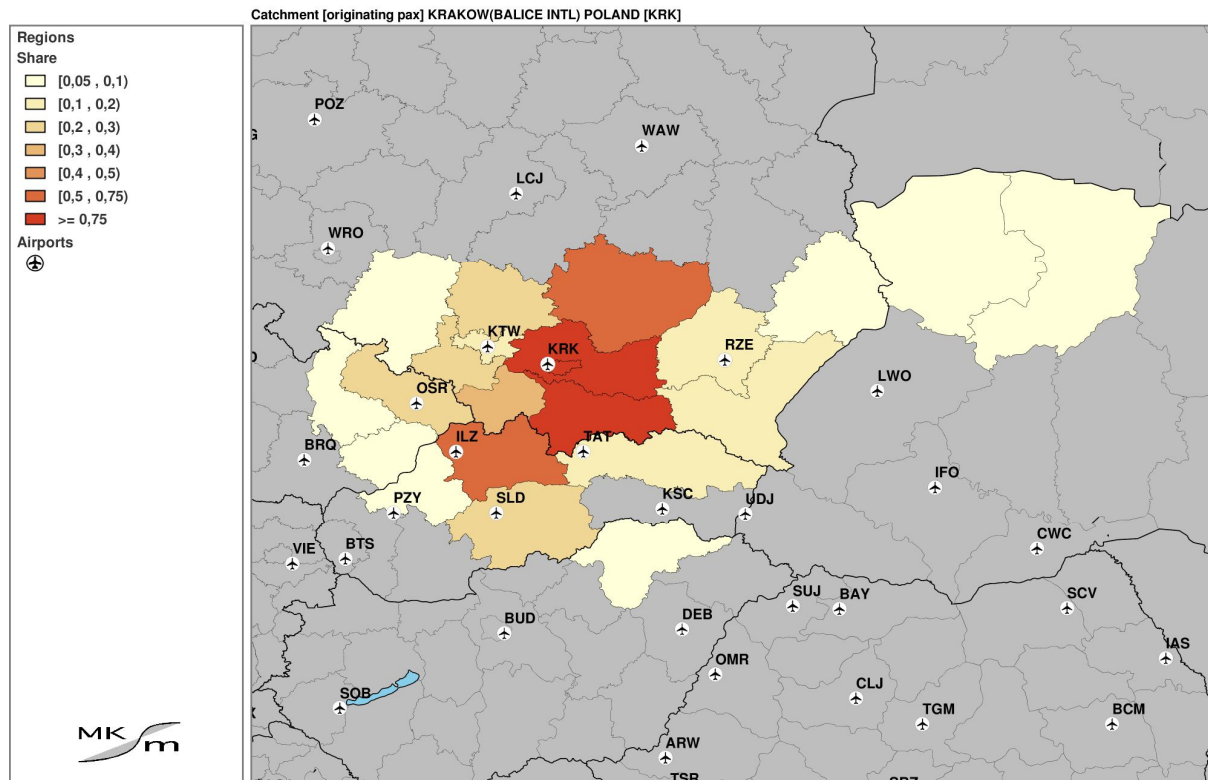 Catchment [originating pax] KRAKOW(BALICE INTL) POLAND [KRK]
Regions
Share
[0,05 , 0,1)
[0,1 , 0,2)
[0,2 , 0,3)
[0,3 , 0,4)
[0,4 , 0,5)
[0,5 , 0,75)
>= 0,75
Airports
POZ
WAW
LCJ
WRO
KTW
KRK
RZE
OSR
LWO
BRQ
ILZ
TAT
IFO
PZY
SLD
KSC
UDJ
VIE
BTS
CWC
BUD
DEB
SUJ
BAY
SCV
OMR
IAS
SOB
CLJ
TGM
BCM
ARW
TSR
MK
m